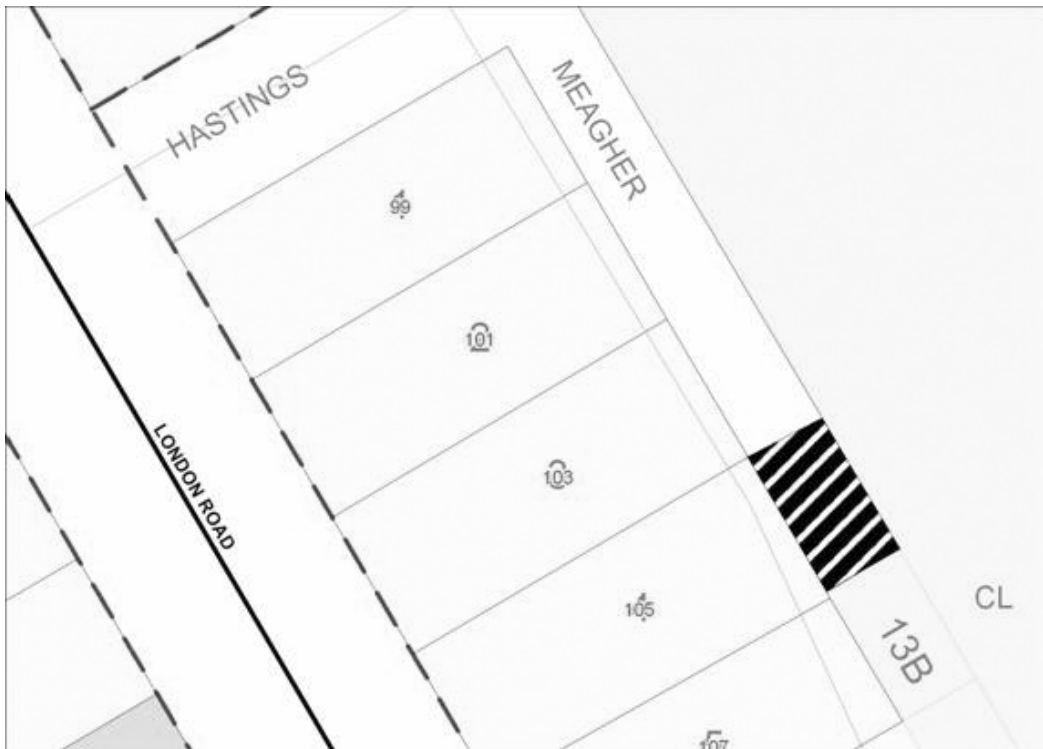 HASTINGS
MEAGHER
99
101
LONDON ROAD
103
105
CL
13B
107